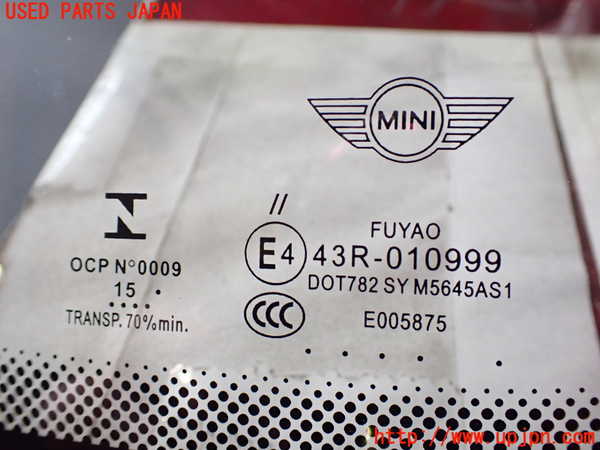 USED PARTS JAPAN
MINI
//
FUYAO
E4 43R-010999
OCP N°0009
DOT782 SY M5645AS1
15
CCC
E005875
TRANSP. 70%min.
http://www.upjpn.com